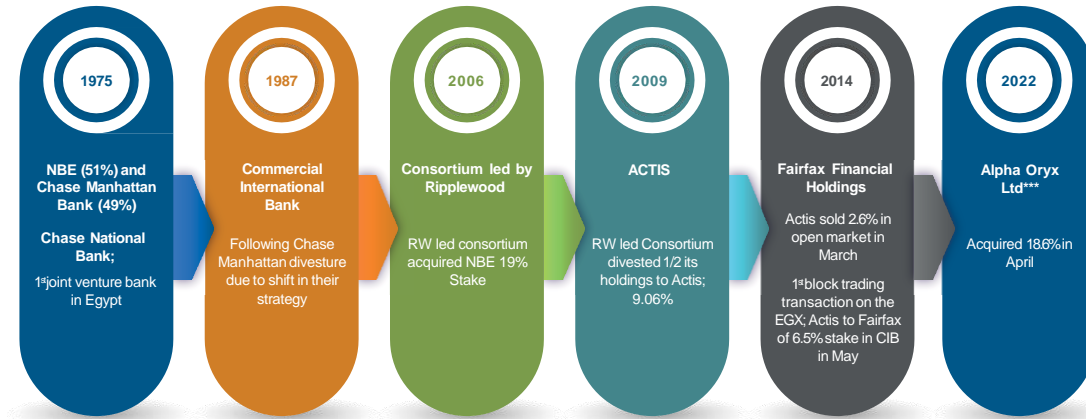 1975
NBE (51%) and
Chase Manhattan
Bank (49%)
Chase National
Bank;
1st joint venture bank
in Egypt
1987
Commercial
International
Bank
Following Chase
Manhattan divesture
due to shift in their
strategy
2006
Consortium led by
Ripplewood
RW led consortium
acquired NBE 19%
Stake
2009
ACTIS
RW led Consortium
divested 1/2 its
holdings to Actis;
9.06%
2014
Fairfax Financial
Holdings
Actis sold 2.6% in
open market in
March
1st block trading
transaction on the
EGX; Actis to Fairfax
of 6.5% stake in CIB
in May
2022
Alpha Oryx
Ltd***
Acquired 18.6% in
April